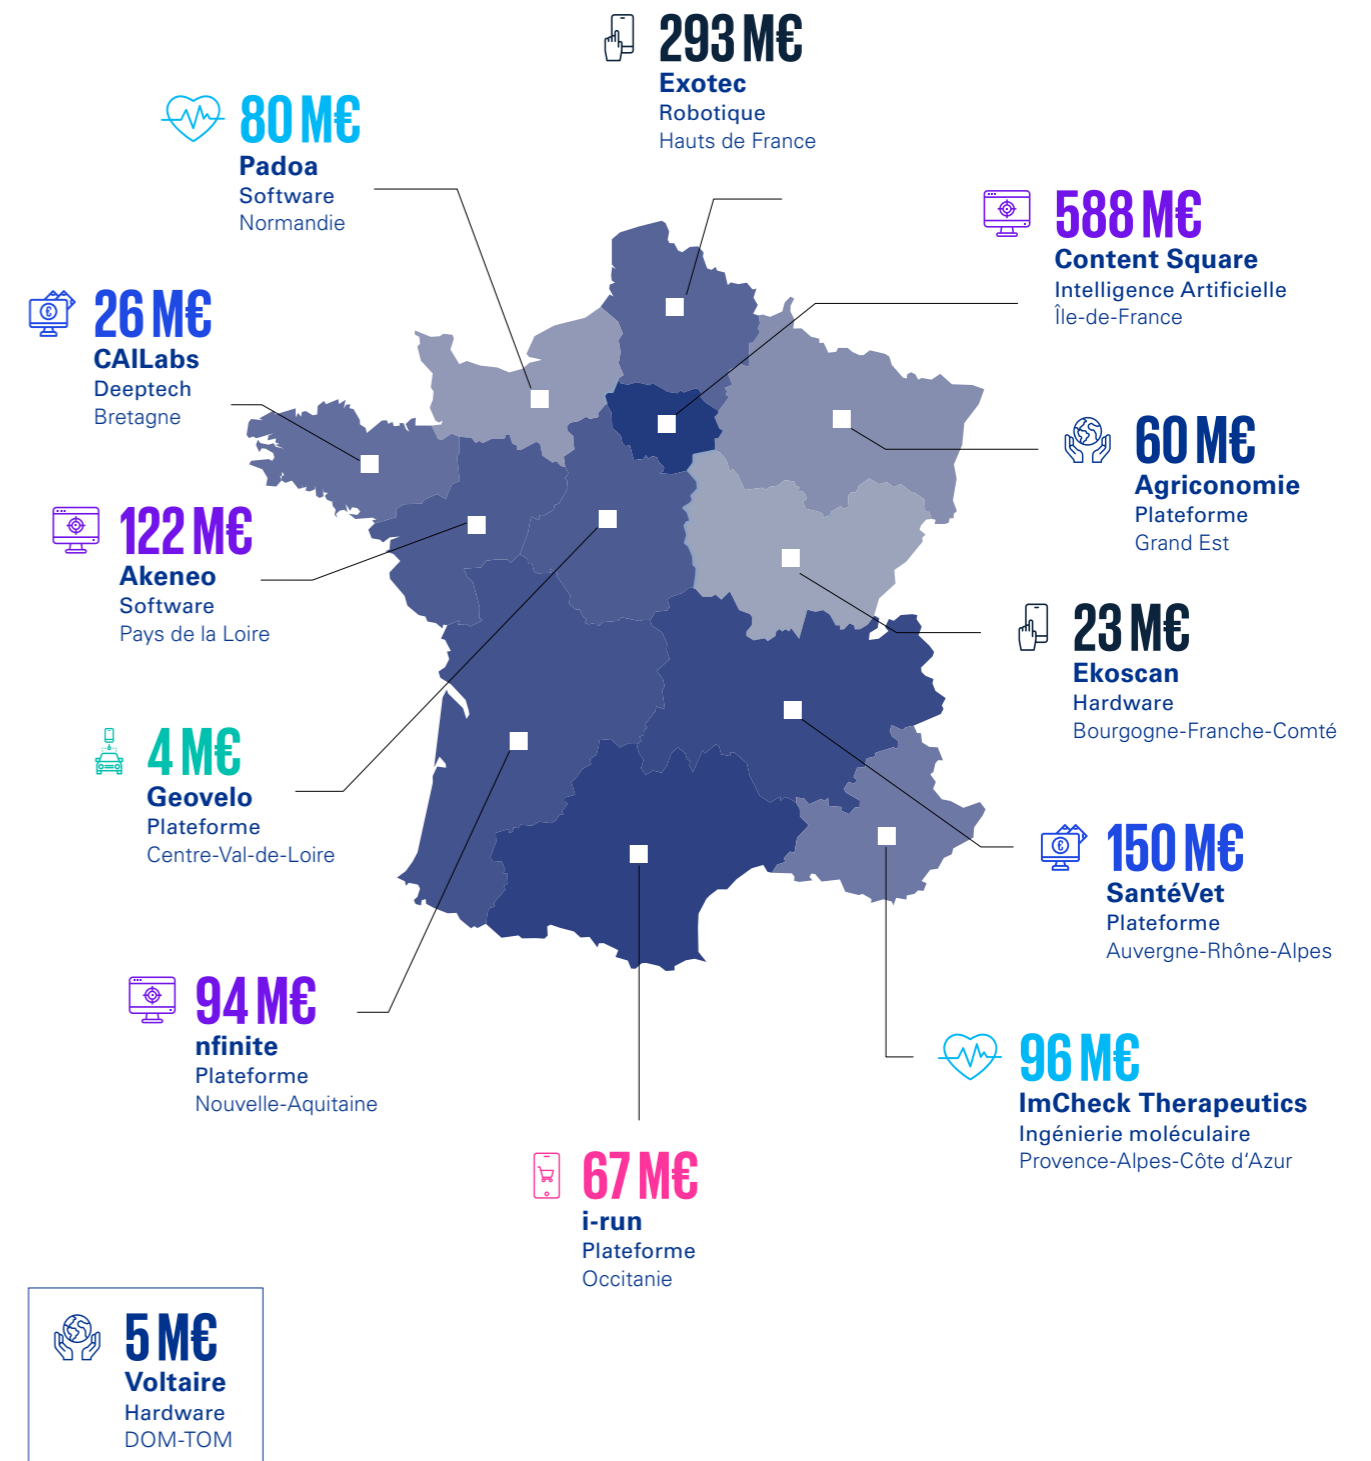 293 M€
Exotec
Robotique
Hauts de France
80 M€
Padoa
Software
Normandie
588 M€
Content Square
Intelligence Artificielle
Île-de-France
26 M€
CAILabs
Deeptech
Bretagne
60 M€
Agriconomie
Plateforme
Grand Est
122 M€
Akeneo
Software
Pays de la Loire
23 M€
Ekoscan
Hardware
Bourgogne-Franche-Comté
4 M€
Geovelo
Plateforme
Centre-Val-de-Loire
150 M€
SantéVet
Plateforme
Auvergne-Rhône-Alpes
94 M€
nfinite
Plateforme
Nouvelle-Aquitaine
96 M€
ImCheck Therapeutics
Ingénierie moléculaire
Provence-Alpes-Côte d‘Azur
67 M€
i-run
Plateforme
Occitanie
5 M€
Voltaire
Hardware
DOM-TOM